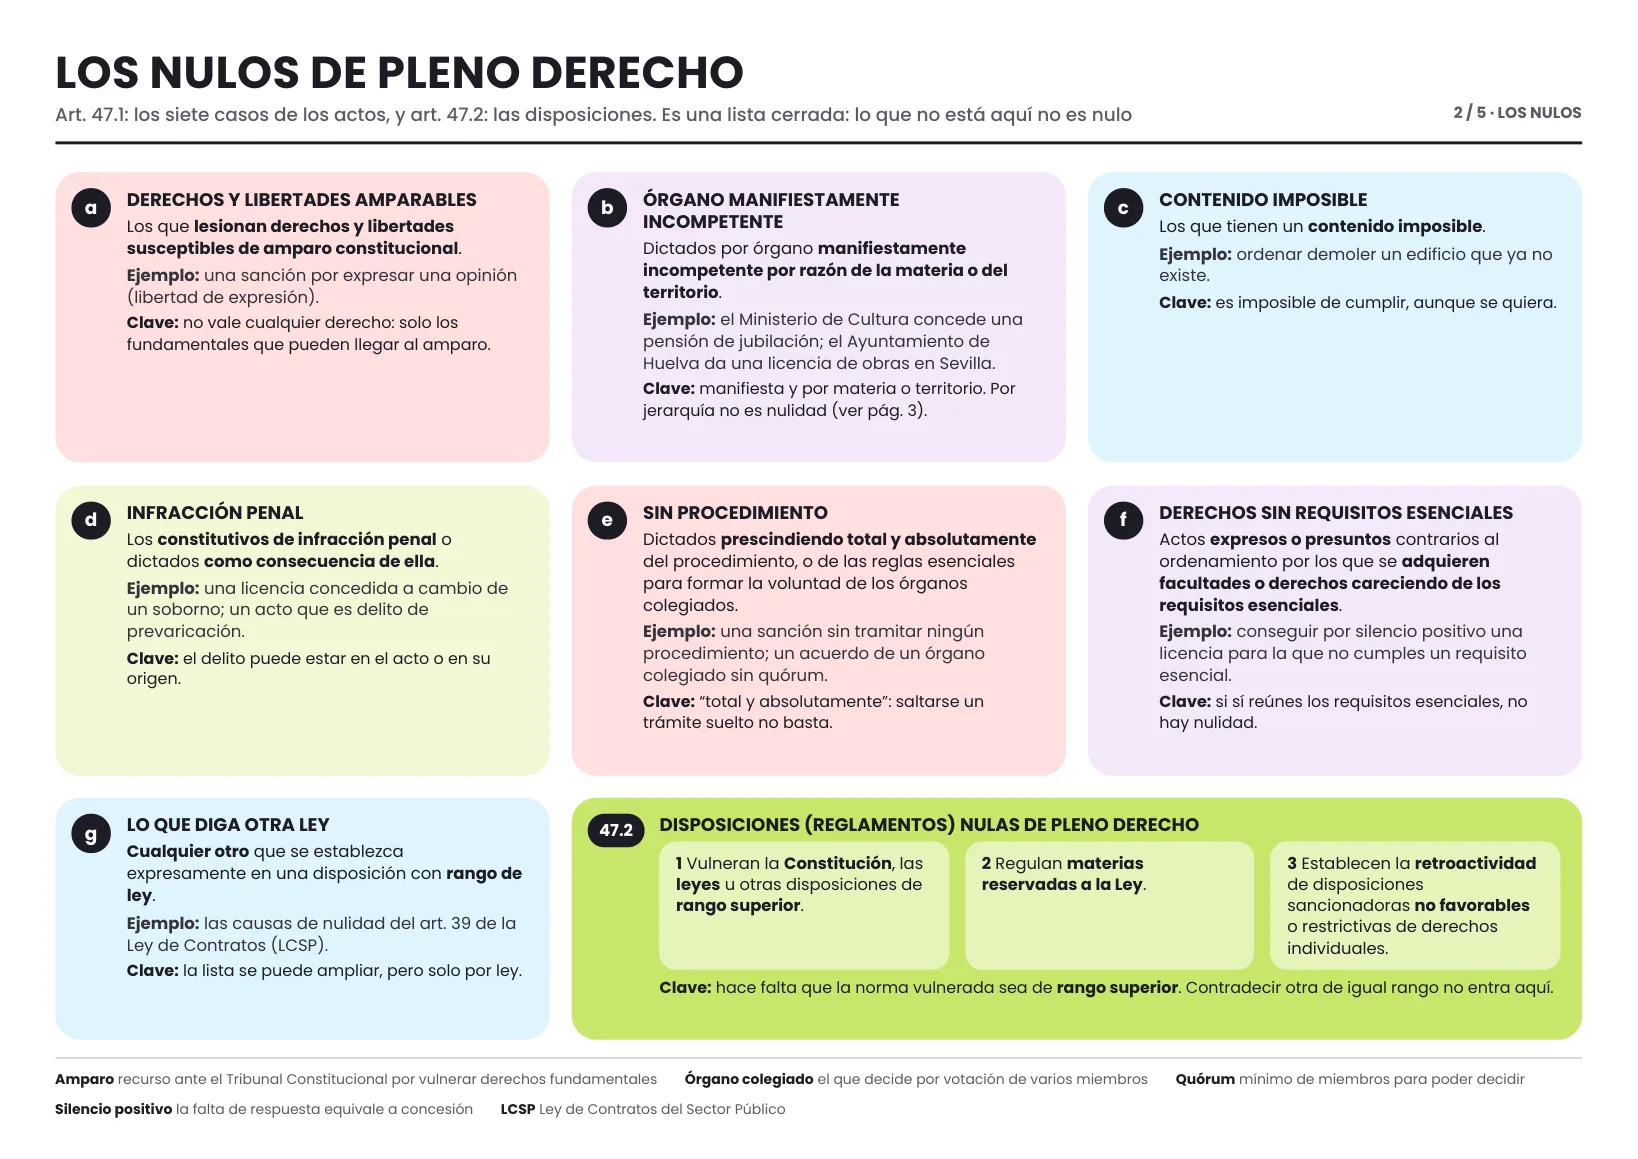 LOS NULOS DE PLENO DERECHO
Art. 47.1: los siete casos de los actos, y art. 47.2: las disposiciones. Es una lista cerrada: lo que no está aquí no es nulo
2 / 5 · LOS NULOS
a
DERECHOS Y LIBERTADES AMPARABLES
Los que lesionan derechos y libertades
susceptibles de amparo constitucional.
Ejemplo: una sanción por expresar una opinión
(libertad de expresión).
Clave: no vale cualquier derecho: solo los
fundamentales que pueden llegar al amparo.
b
ÓRGANO MANIFIESTAMENTE
INCOMPETENTE
Dictados por órgano manifiestamente
incompetente por razón de la materia o del
territorio.
Ejemplo: el Ministerio de Cultura concede una
pensión de jubilación; el Ayuntamiento de
Huelva da una licencia de obras en Sevilla.
Clave: manifiesta y por materia o territorio. Por
jerarquía no es nulidad (ver pág. 3).
c
CONTENIDO IMPOSIBLE
Los que tienen un contenido imposible.
Ejemplo: ordenar demoler un edificio que ya no
existe.
Clave: es imposible de cumplir, aunque se quiera.
d
INFRACCIÓN PENAL
Los constitutivos de infracción penal o
dictados como consecuencia de ella.
Ejemplo: una licencia concedida a cambio de
un soborno; un acto que es delito de
prevaricación.
Clave: el delito puede estar en el acto o en su
origen.
e
SIN PROCEDIMIENTO
Dictados prescindiendo total y absolutamente
del procedimiento, o de las reglas esenciales
para formar la voluntad de los órganos
colegiados.
Ejemplo: una sanción sin tramitar ningún
procedimiento; un acuerdo de un órgano
colegiado sin quórum.
Clave: “total y absolutamente”: saltarse un
trámite suelto no basta.
f
DERECHOS SIN REQUISITOS ESENCIALES
Actos expresos o presuntos contrarios al
ordenamiento por los que se adquieren
facultades o derechos careciendo de los
requisitos esenciales.
Ejemplo: conseguir por silencio positivo una
licencia para la que no cumples un requisito
esencial.
Clave: si sí reúnes los requisitos esenciales, no
hay nulidad.
g
LO QUE DIGA OTRA LEY
Cualquier otro que se establezca
expresamente en una disposición con rango de
ley.
Ejemplo: las causas de nulidad del art. 39 de la
Ley de Contratos (LCSP).
Clave: la lista se puede ampliar, pero solo por ley.
47.2
DISPOSICIONES (REGLAMENTOS) NULAS DE PLENO DERECHO
1 Vulneran la Constitución, las
leyes u otras disposiciones de
rango superior.
2 Regulan materias
reservadas a la Ley.
3 Establecen la retroactividad
de disposiciones
sancionadoras no favorables
o restrictivas de derechos
individuales.
Clave: hace falta que la norma vulnerada sea de rango superior. Contradecir otra de igual rango no entra aquí.
Amparo recurso ante el Tribunal Constitucional por vulnerar derechos fundamentales
Órgano colegiado el que decide por votación de varios miembros
Quórum mínimo de miembros para poder decidir
Silencio positivo la falta de respuesta equivale a concesión
LCSP Ley de Contratos del Sector Público